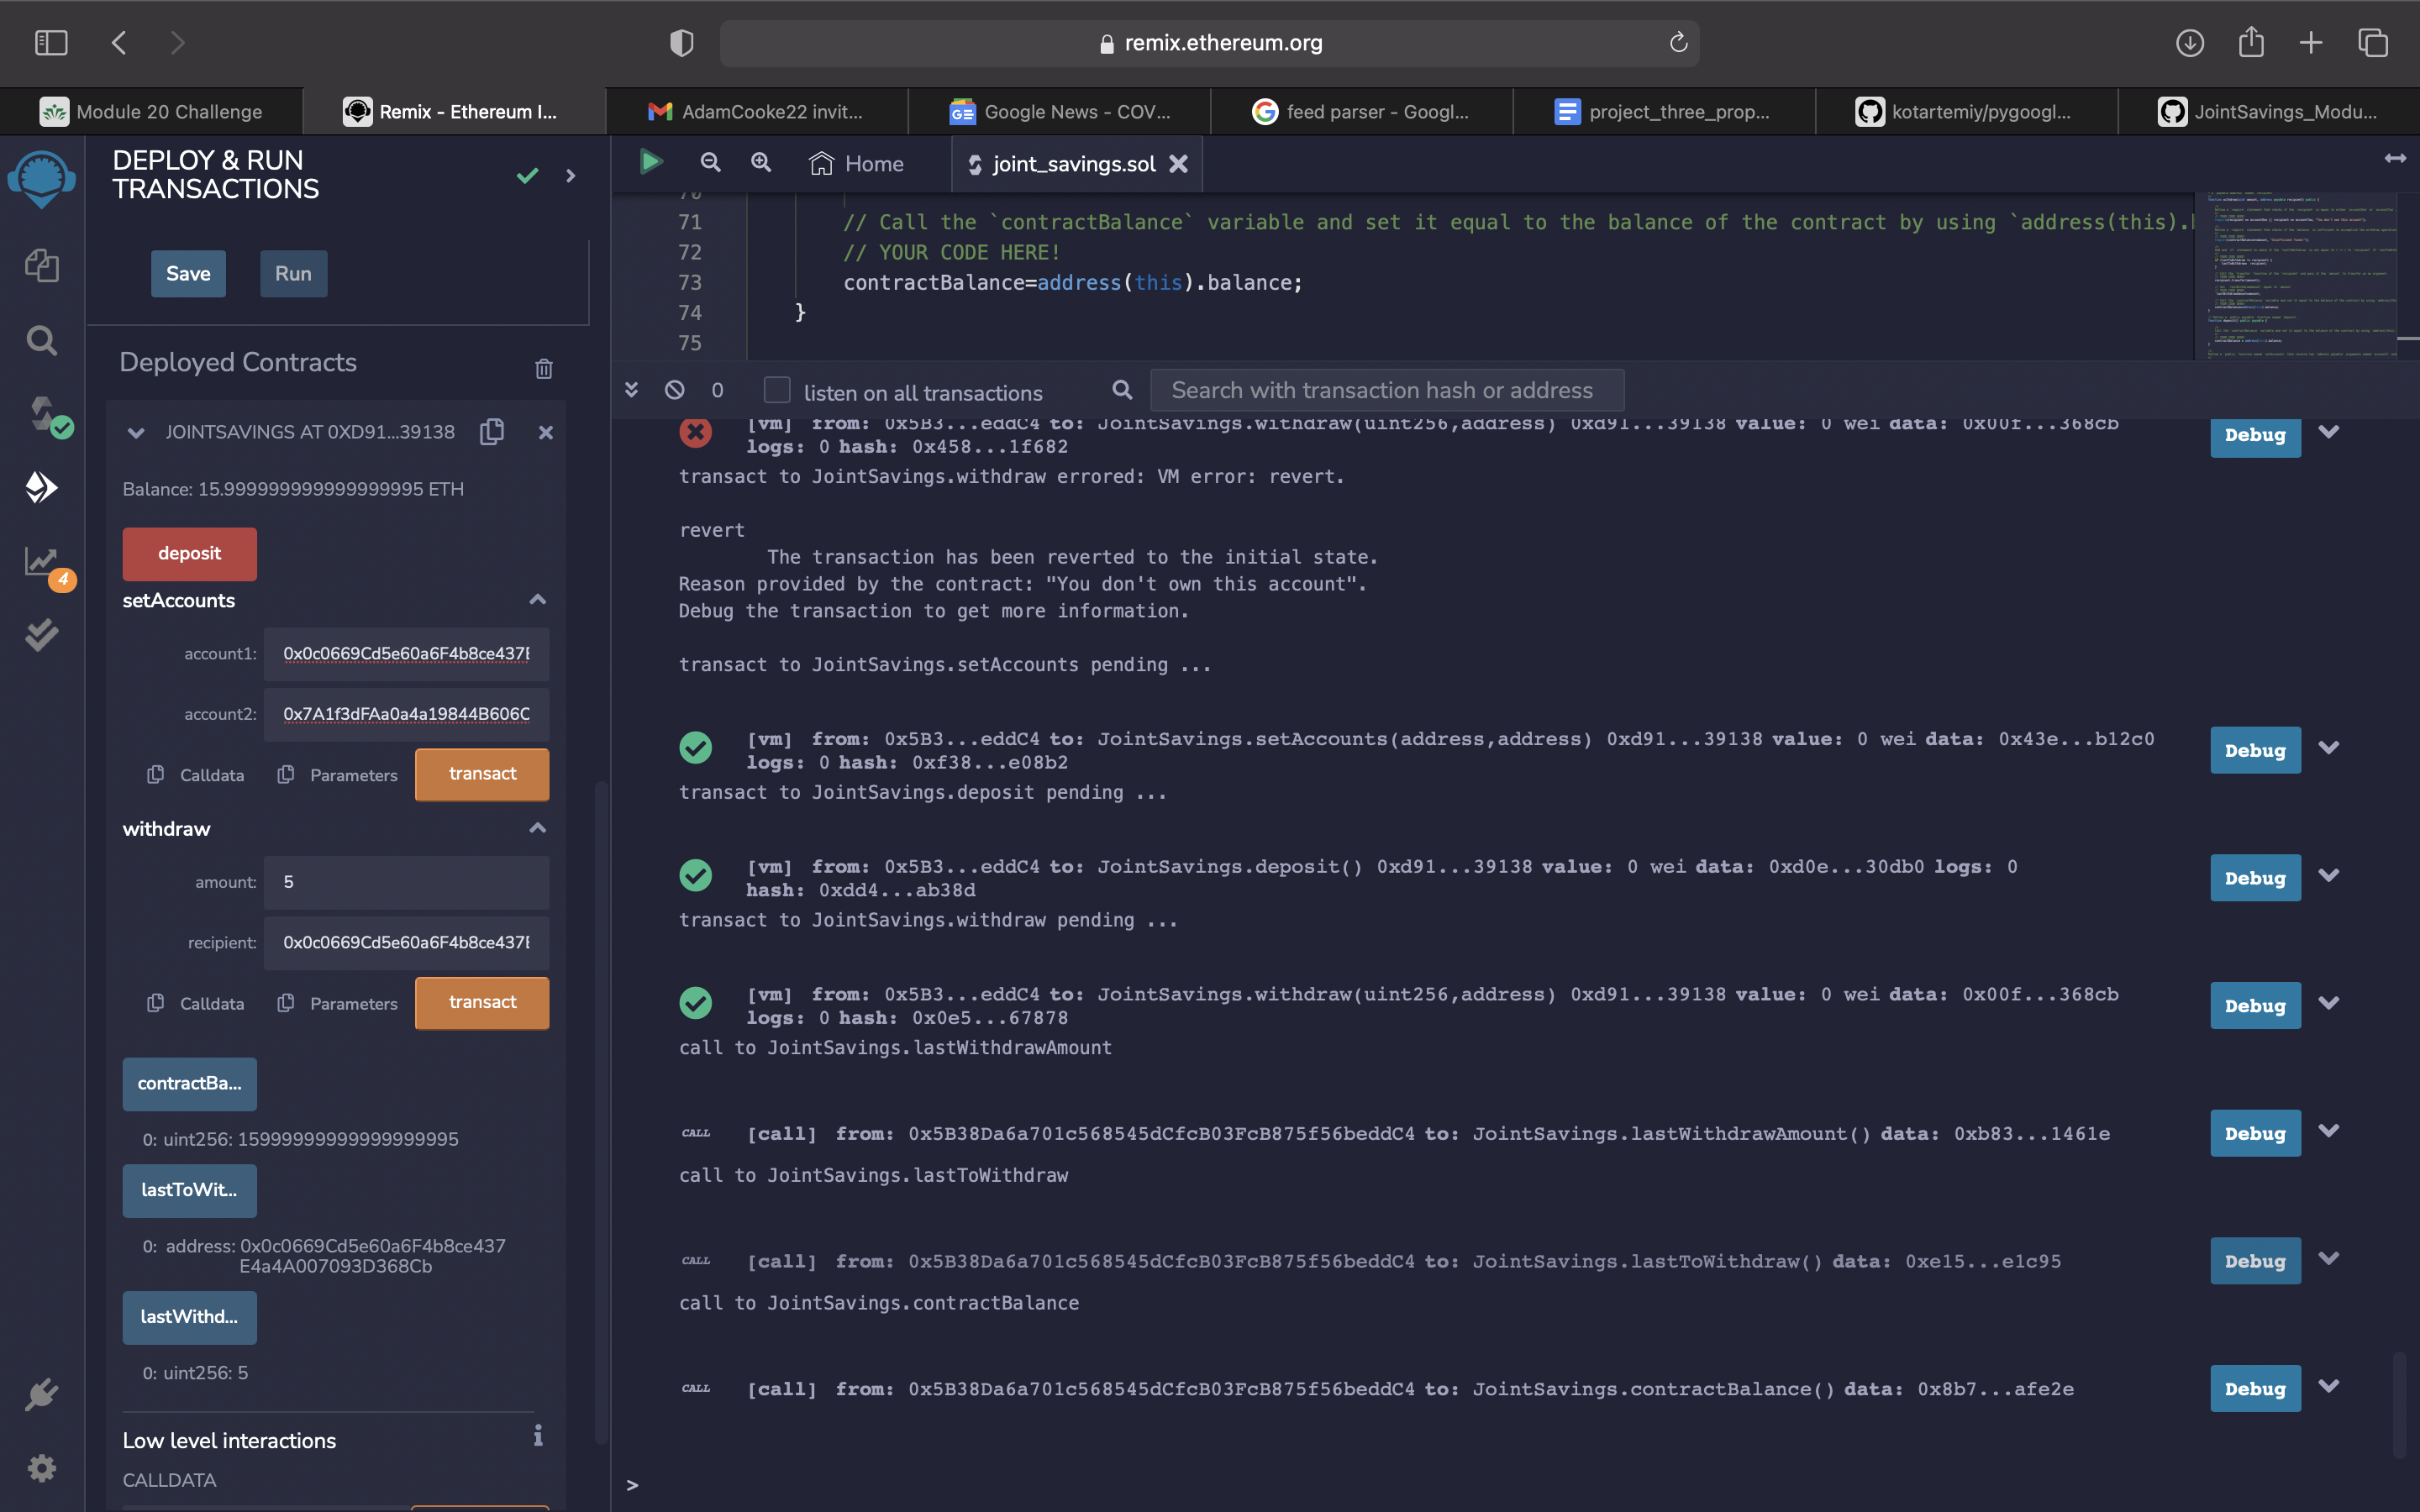 remix.ethereum.org
Module 20 Challenge
Remix - Ethereum I...
AdamCooke22 invit...
Google News - COV...
feed parser - Googl...
project_three_prop...
kotartemiy/pygoogl...
JointSavings_Modu...
DEPLOY & RUN
TRANSACTIONS
Save
Run
Deployed Contracts
JOINTSAVINGS AT 0XD91...39138
Balance: 15.999999999999999995 ETH
deposit
setAccounts
account1: 0x0c0669Cd5e60a6F4b8ce437E
account2: 0x7A1f3dFAa0a4a19844B606C
Calldata Parameters transact
withdraw
amount: 5
recipient: 0x0c0669Cd5e60a6F4b8ce437E
Calldata Parameters transact
contractBa...
0: uint256: 15999999999999999995
lastToWit...
0: address: 0x0c0669Cd5e60a6F4b8ce437
E4a4A007093D368Cb
lastWithd...
0: uint256: 5
Low level interactions
CALLDATA
4
Home
joint_savings.sol
70
71 // Call the `contractBalance` variable and set it equal to the balance of the contract by using `address(this).
72 // YOUR CODE HERE!
73 contractBalance=address(this).balance;
74 }
75
0 listen on all transactions Search with transaction hash or address
[vm] from: 0x5B3...eddC4 to: JointSavings.withdraw(uint256,address) 0xd91...39138 value: 0 wei data: 0x00f...368cb Debug
logs: 0 hash: 0x458...1f682
transact to JointSavings.withdraw errored: VM error: revert.
revert
The transaction has been reverted to the initial state.
Reason provided by the contract: "You don't own this account".
Debug the transaction to get more information.
transact to JointSavings.setAccounts pending ...
[vm] from: 0x5B3...eddC4 to: JointSavings.setAccounts(address,address) 0xd91...39138 value: 0 wei data: 0x43e...b12c0 Debug
logs: 0 hash: 0xf38...e08b2
transact to JointSavings.deposit pending ...
[vm] from: 0x5B3...eddC4 to: JointSavings.deposit() 0xd91...39138 value: 0 wei data: 0xd0e...30db0 logs: 0 Debug
hash: 0xdd4...ab38d
transact to JointSavings.withdraw pending ...
[vm] from: 0x5B3...eddC4 to: JointSavings.withdraw(uint256,address) 0xd91...39138 value: 0 wei data: 0x00f...368cb Debug
logs: 0 hash: 0x0e5...67878
call to JointSavings.lastWithdrawAmount
CALL [call] from: 0x5B38Da6a701c568545dCfcB03FcB875f56beddC4 to: JointSavings.lastWithdrawAmount() data: 0xb83...1461e Debug
call to JointSavings.lastToWithdraw
CALL [call] from: 0x5B38Da6a701c568545dCfcB03FcB875f56beddC4 to: JointSavings.lastToWithdraw() data: 0xe15...e1c95 Debug
call to JointSavings.contractBalance
CALL [call] from: 0x5B38Da6a701c568545dCfcB03FcB875f56beddC4 to: JointSavings.contractBalance() data: 0x8b7...afe2e Debug
>